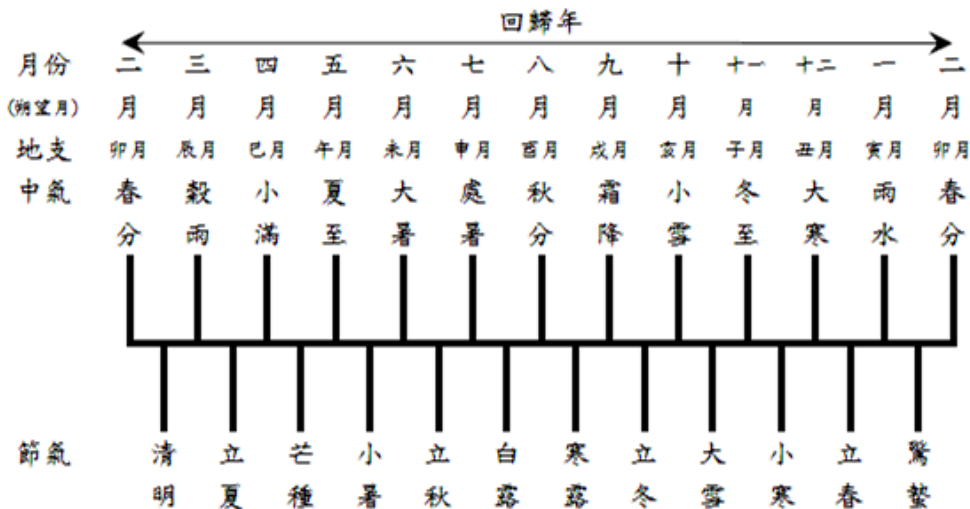 回歸年
月份 二 三 四 五 六 七 八 九 十 十一 十二 一 二
(朔望月) 月 月 月 月 月 月 月 月 月 月 月 月 月
地支 卯月 辰月 巳月 午月 未月 申月 酉月 戌月 亥月 子月 丑月 寅月 卯月
中氣 春 穀 小 夏 大 處 秋 霜 小 冬 大 雨 春
分 雨 滿 至 暑 暑 分 降 雪 至 寒 水 分
節氣 清 立 芒 小 立 白 寒 立 大 小 立 驚
明 夏 種 暑 秋 露 露 冬 雪 寒 春 蟄